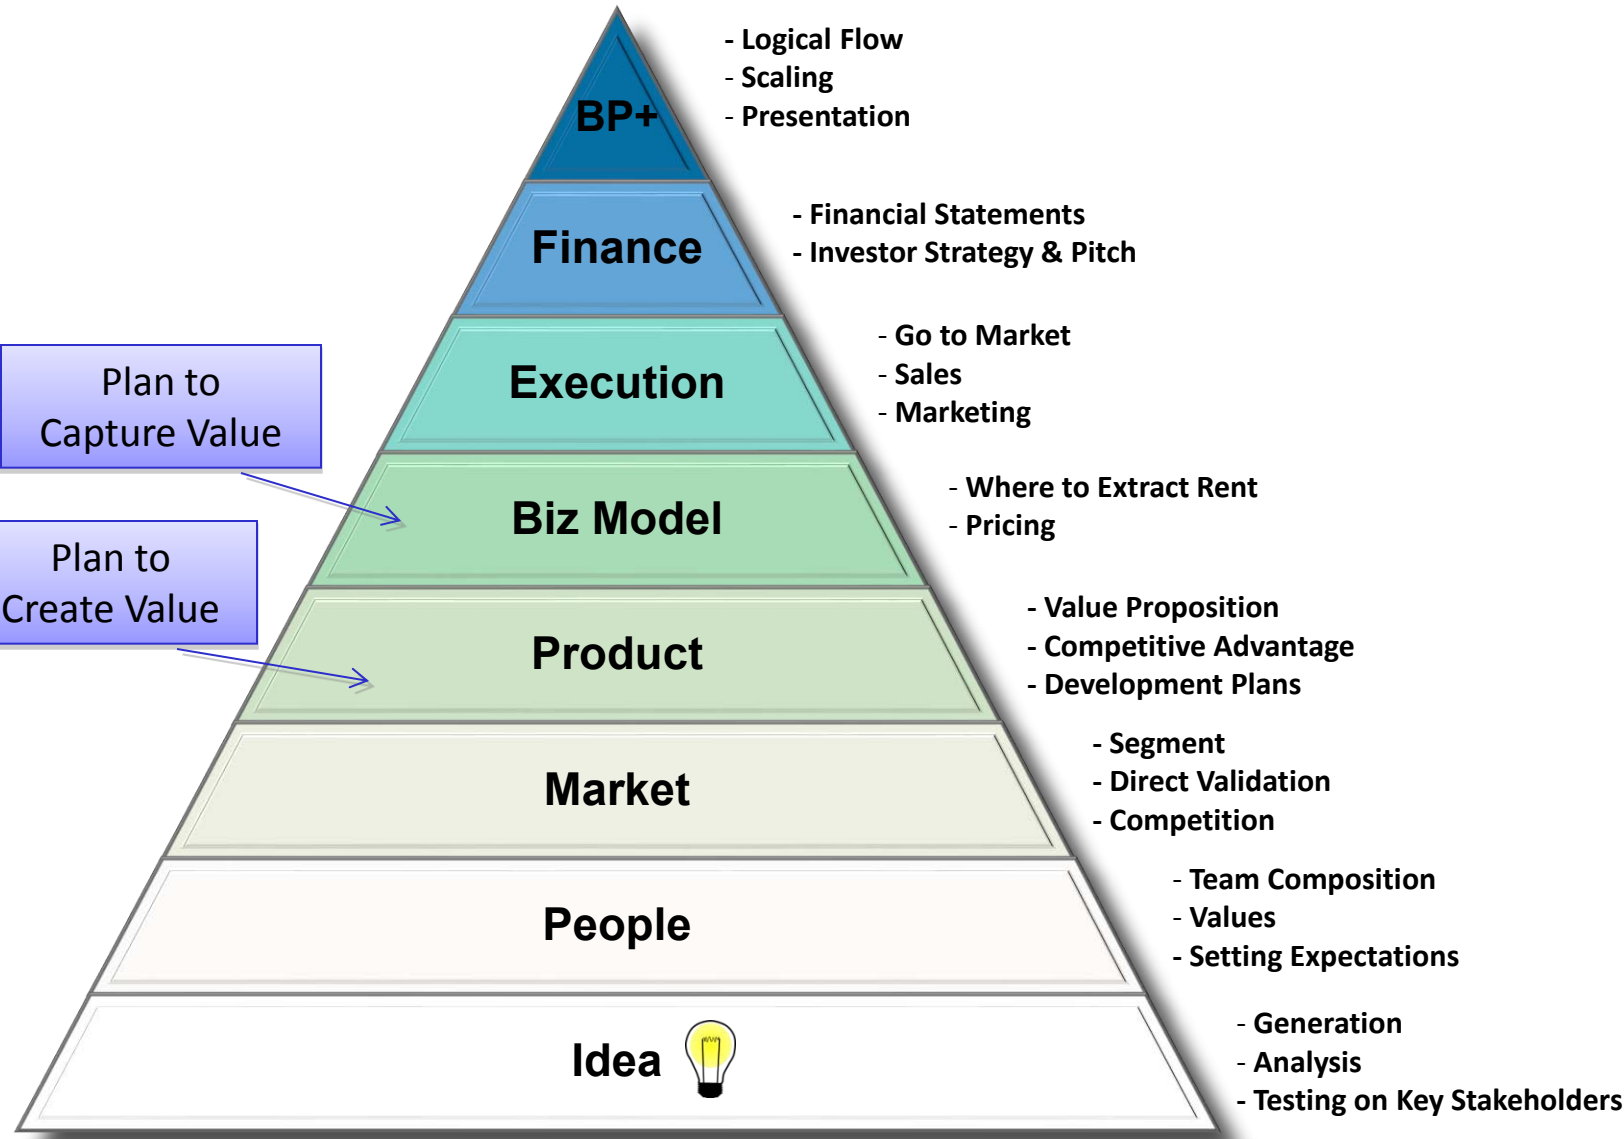 BP+
- Logical Flow
- Scaling
- Presentation
Finance
- Financial Statements
- Investor Strategy & Pitch
Execution
- Go to Market
- Sales
- Marketing
Plan to
Capture Value
Biz Model
- Where to Extract Rent
- Pricing
Plan to
Create Value
Product
- Value Proposition
- Competitive Advantage
- Development Plans
Market
- Segment
- Direct Validation
- Competition
People
- Team Composition
- Values
- Setting Expectations
Idea
- Generation
- Analysis
- Testing on Key Stakeholders